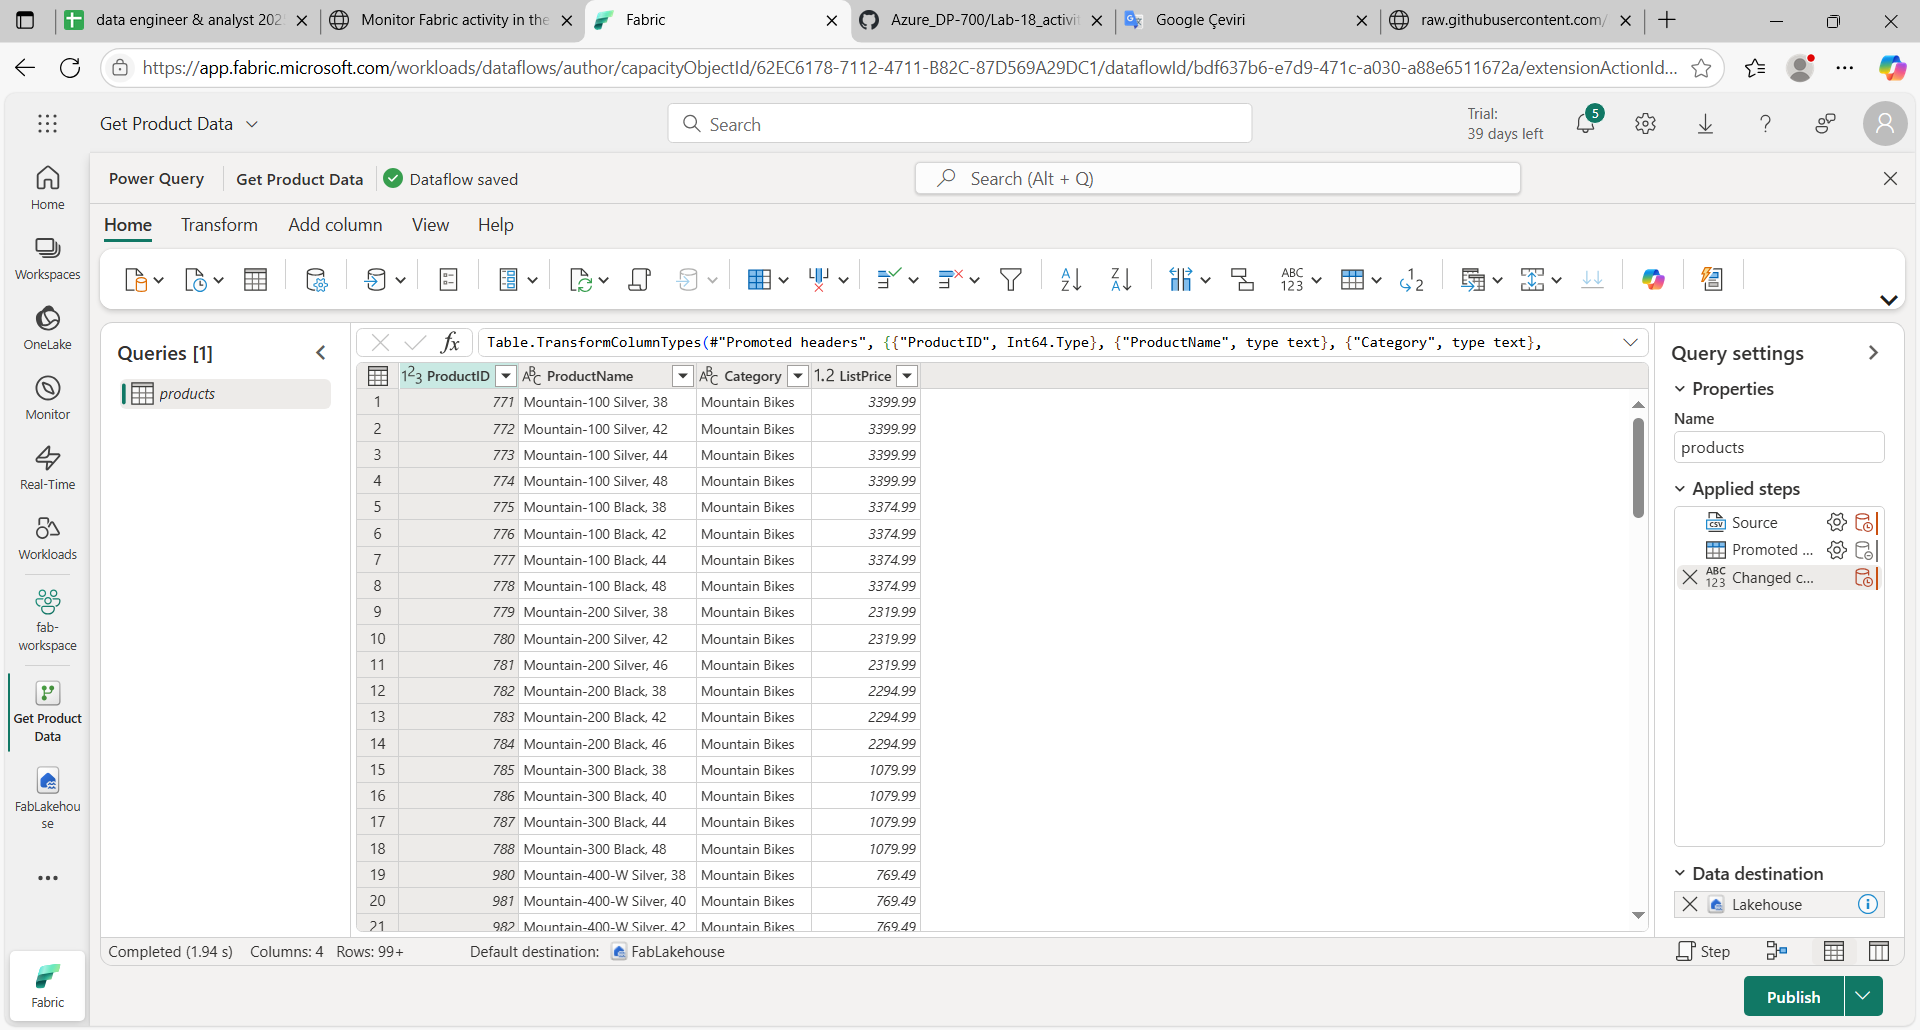 data engineer & analyst 202
Monitor Fabric activity in the
Fabric
Azure_DP-700/Lab-18_activit
Google Çeviri
raw.githubusercontent.com/
https://app.fabric.microsoft.com/workloads/dataflows/author/capacityObjectId/62EC6178-7112-4711-B82C-87D569A29DC1/dataflowId/bdf637b6-e7d9-471c-a030-a88e6511672a/extensionActionId...
Get Product Data
Search
Trial:
39 days left
5
Home
Workspaces
OneLake
Monitor
Real-Time
Workloads
fab-
workspace
Get Product
Data
FabLakehou
se
Fabric
Power Query
Get Product Data
Dataflow saved
Search (Alt + Q)
Home Transform Add column View Help
Queries [1]
products
fx
Table.TransformColumnTypes(#"Promoted headers", {{"ProductID", Int64.Type}, {"ProductName", type text}, {"Category", type text},
123 ProductID ABC ProductName ABC Category 1.2 ListPrice
1 771 Mountain-100 Silver, 38 Mountain Bikes 3399.99
2 772 Mountain-100 Silver, 42 Mountain Bikes 3399.99
3 773 Mountain-100 Silver, 44 Mountain Bikes 3399.99
4 774 Mountain-100 Silver, 48 Mountain Bikes 3399.99
5 775 Mountain-100 Black, 38 Mountain Bikes 3374.99
6 776 Mountain-100 Black, 42 Mountain Bikes 3374.99
7 777 Mountain-100 Black, 44 Mountain Bikes 3374.99
8 778 Mountain-100 Black, 48 Mountain Bikes 3374.99
9 779 Mountain-200 Silver, 38 Mountain Bikes 2319.99
10 780 Mountain-200 Silver, 42 Mountain Bikes 2319.99
11 781 Mountain-200 Silver, 46 Mountain Bikes 2319.99
12 782 Mountain-200 Black, 38 Mountain Bikes 2294.99
13 783 Mountain-200 Black, 42 Mountain Bikes 2294.99
14 784 Mountain-200 Black, 46 Mountain Bikes 2294.99
15 785 Mountain-300 Black, 38 Mountain Bikes 1079.99
16 786 Mountain-300 Black, 40 Mountain Bikes 1079.99
17 787 Mountain-300 Black, 44 Mountain Bikes 1079.99
18 788 Mountain-300 Black, 48 Mountain Bikes 1079.99
19 980 Mountain-400-W Silver, 38 Mountain Bikes 769.49
20 981 Mountain-400-W Silver, 40 Mountain Bikes 769.49
21 982 Mountain-400-W Silver, 42 Mountain Bikes 769.49
Query settings
Properties
Name
products
Applied steps
Source
Promoted ...
ABC
123 Changed c...
Data destination
Lakehouse
Completed (1.94 s) Columns: 4 Rows: 99+
Default destination: FabLakehouse
Step
Publish